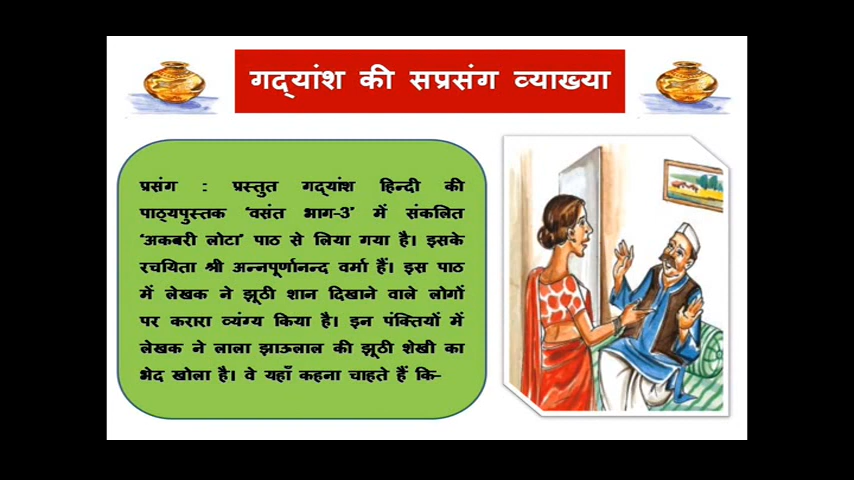 गद्यांश की सप्रसंग व्याख्या
प्रसंग : प्रस्तुत गद्यांश हिन्दी की
पाठ्यपुस्तक 'वसंत भाग-3' में संकलित
'अकबरी लोटा' पाठ से लिया गया है। इसके
रचयिता श्री अन्नपूर्णानन्द वर्मा हैं। इस पाठ
में लेखक ने झूठी शान दिखाने वाले लोगों
पर करारा व्यंग्य किया है। इन पंक्तियों में
लेखक ने लाला झाऊलाल की झूठी शेखी का
भेद खोला है। वे यहाँ कहना चाहते हैं कि-